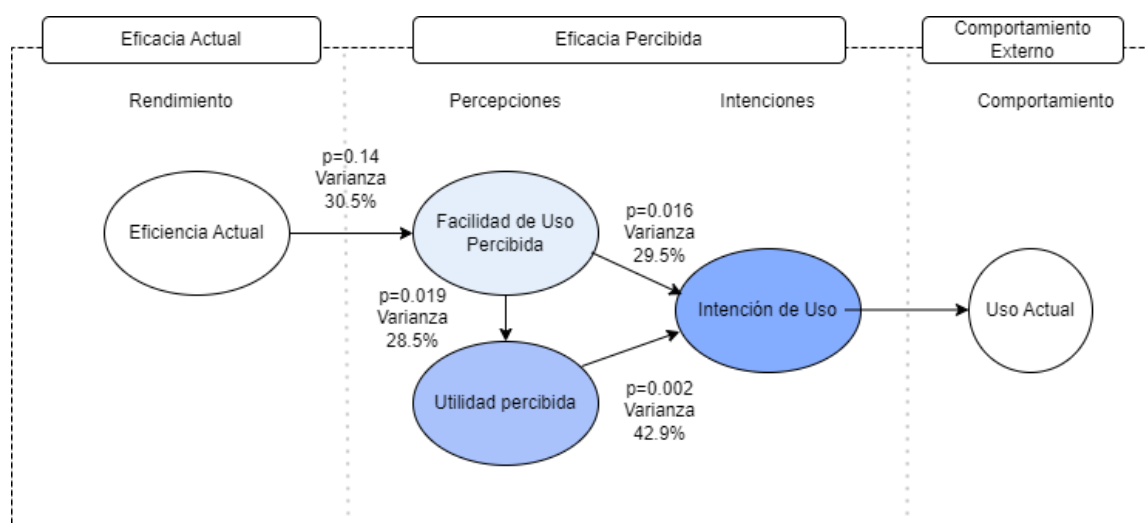 Eficacia Actual
Eficacia Percibida
Comportamiento
Externo
Rendimiento
Percepciones
Intenciones
Comportamiento
p=0.14
Varianza
30.5%
Eficiencia Actual
Facilidad de Uso
Percibida
p=0.016
Varianza
29.5%
p=0.019
Varianza
28.5%
Intención de Uso
Uso Actual
Utilidad percibida
p=0.002
Varianza
42.9%